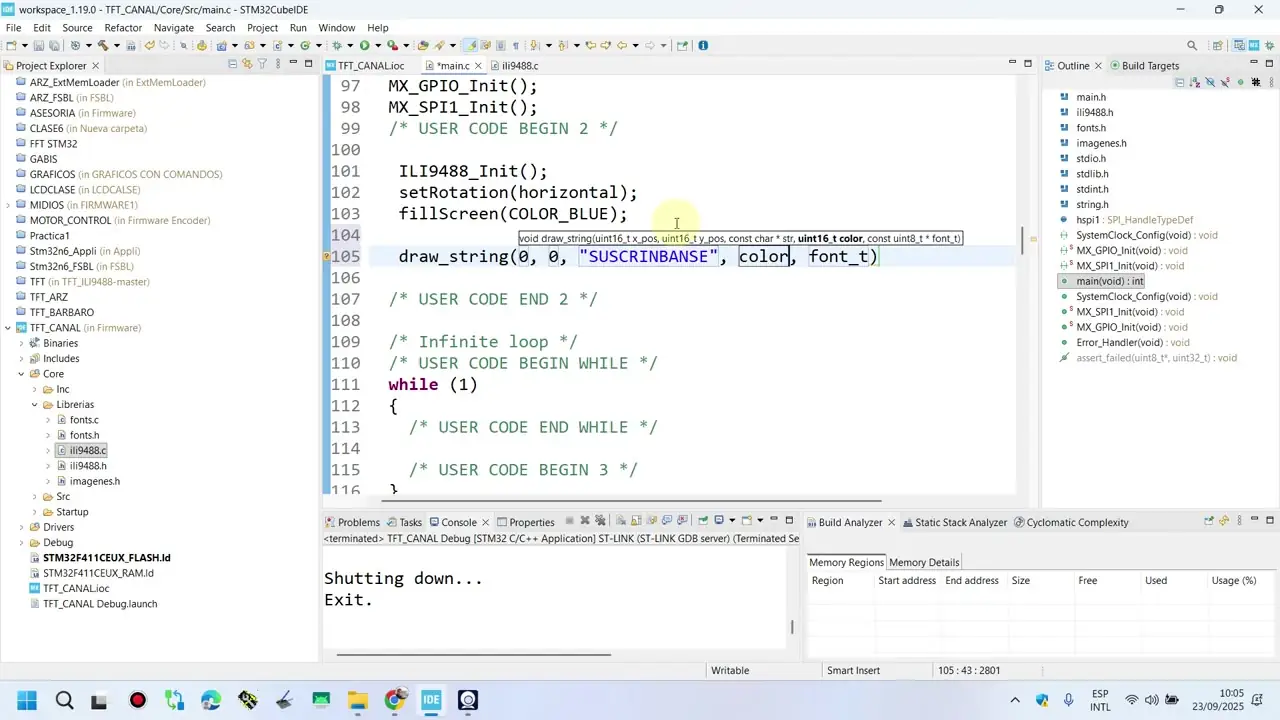 workspace_1.19.0 - TFT_CANAL/Core/Src/main.c - STM32CubeIDE
File Edit Source Refactor Navigate Search Project Run Window Help
Project Explorer
ARZ_ExtMemLoader (in ExtMemLoader)
ARZ_FSBL (in FSBL)
ASESORIA (in Firmware)
CLASE6 (in Nueva carpeta)
FFT STM32
GABIS
GRAFICOS (in GRAFICOS CON COMANDOS)
LCDCLASE (in LCDCALSE)
MIDIOS (in FIRMWARE1)
MOTOR_CONTROL (in Firmware Encoder)
Practica1
Stm32n6_Appli (in Appli)
Stm32n6_FSBL (in FSBL)
TFT (in TFT_ILI9488-master)
TFT_ARZ
TFT_BARBARO
TFT_CANAL (in Firmware)
Binaries
Includes
Core
Inc
Librerias
fonts.c
fonts.h
ili9488.c
ili9488.h
imagenes.h
Src
Startup
Drivers
Debug
STM32F411CEUX_FLASH.ld
STM32F411CEUX_RAM.ld
TFT_CANAL.ioc
TFT_CANAL Debug.launch
TFT_CANAL.ioc *main.c ili9488.c
97 MX_GPIO_Init();
98 MX_SPI1_Init();
99 /* USER CODE BEGIN 2 */
100
101 ILI9488_Init();
102 setRotation(horizontal);
103 fillScreen(COLOR_BLUE);
104
void draw_string(uint16_t x_pos, uint16_t y_pos, const char * str, uint16_t color, const uint8_t * font_t)
105 draw_string(0, 0, "SUSCRINBANSE", color, font_t)
106
107 /* USER CODE END 2 */
108
109 /* Infinite loop */
110 /* USER CODE BEGIN WHILE */
111 while (1)
112 {
113 /* USER CODE END WHILE */
114
115 /* USER CODE BEGIN 3 */
116 }
Outline Build Targets
main.h
ili9488.h
fonts.h
imagenes.h
stdio.h
stdlib.h
stdint.h
string.h
hspi1 : SPI_HandleTypeDef
SystemClock_Config(void) : void
MX_GPIO_Init(void) : void
MX_SPI1_Init(void) : void
main(void) : int
SystemClock_Config(void) : void
MX_SPI1_Init(void) : void
MX_GPIO_Init(void) : void
Error_Handler(void) : void
assert_failed(uint8_t*, uint32_t) : void
Problems Tasks Console Properties
<terminated> TFT_CANAL Debug [STM32 C/C++ Application] ST-LINK (ST-LINK GDB server) (Terminated Se
Shutting down...
Exit.
Build Analyzer Static Stack Analyzer Cyclomatic Complexity
Memory Regions Memory Details
Region Start address End address Size Free Used Usage (%)
Writable Smart Insert 105 : 43 : 2801
IDE
ESP
INTL
10:05
23/09/2025